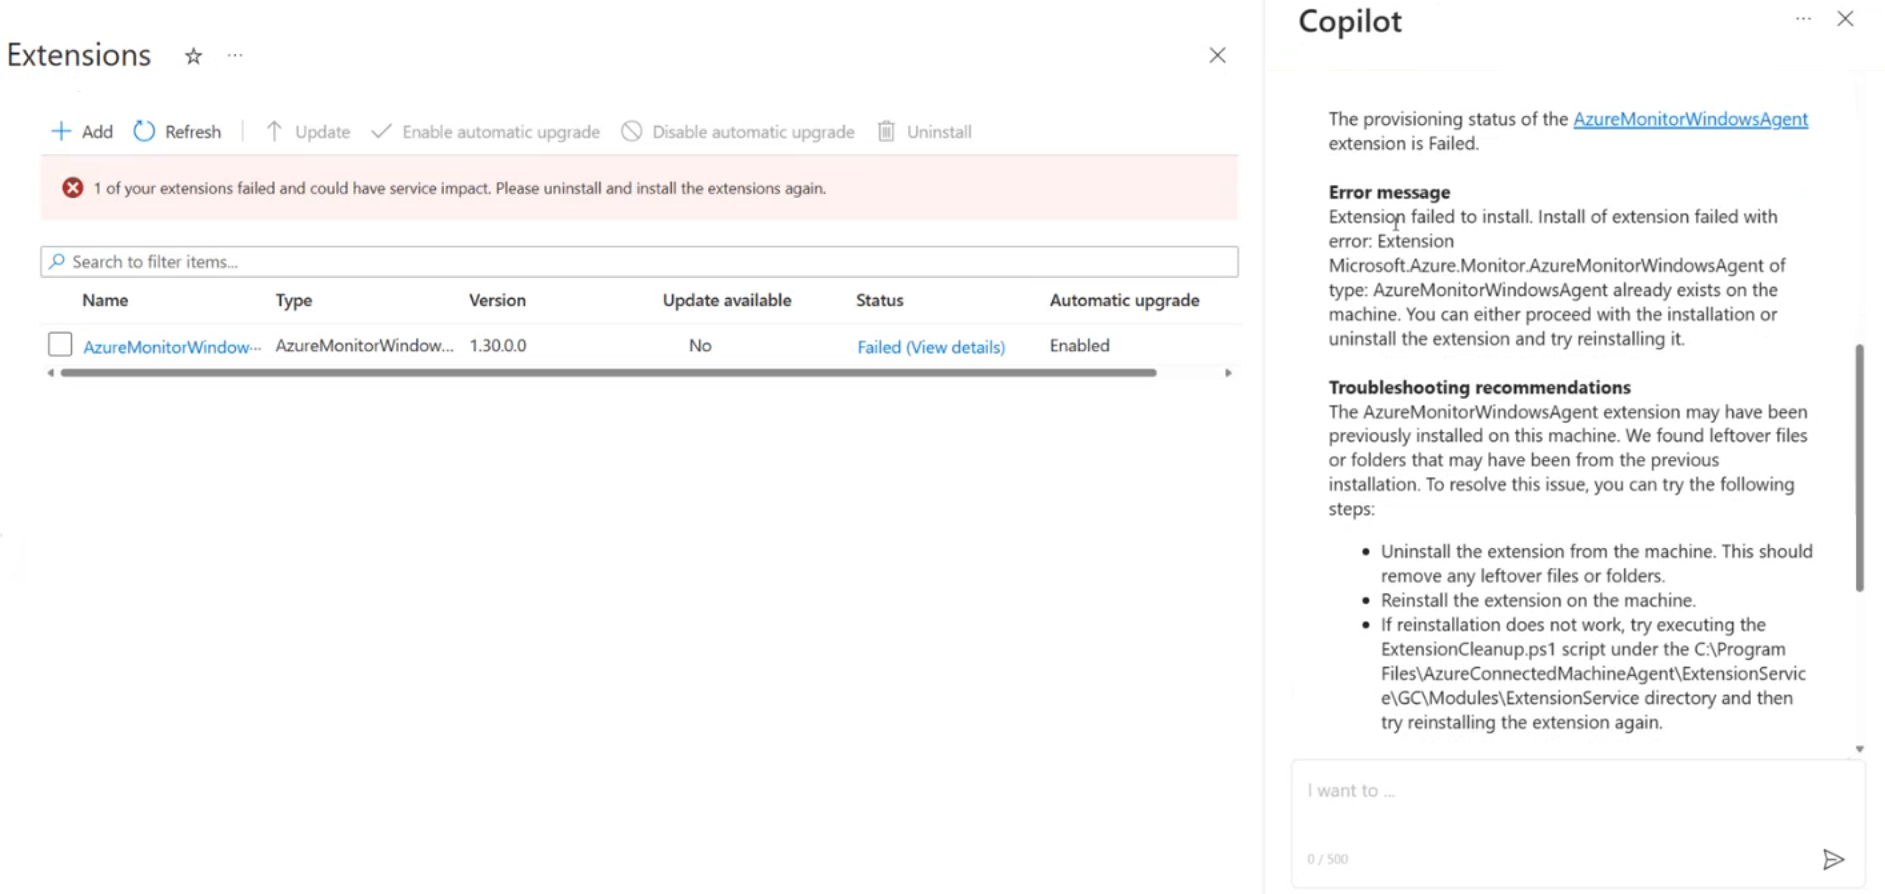 Extensions
Add Refresh Update Enable automatic upgrade Disable automatic upgrade Uninstall
1 of your extensions failed and could have service impact. Please uninstall and install the extensions again.
Search to filter items...
Name Type Version Update available Status Automatic upgrade
AzureMonitorWindow... AzureMonitorWindow... 1.30.0.0 No Failed (View details) Enabled
Copilot
The provisioning status of the AzureMonitorWindowsAgent
extension is Failed.
Error message
Extension failed to install. Install of extension failed with
error: Extension
Microsoft.Azure.Monitor.AzureMonitorWindowsAgent of
type: AzureMonitorWindowsAgent already exists on the
machine. You can either proceed with the installation or
uninstall the extension and try reinstalling it.
Troubleshooting recommendations
The AzureMonitorWindowsAgent extension may have been
previously installed on this machine. We found leftover files
or folders that may have been from the previous
installation. To resolve this issue, you can try the following
steps:
• Uninstall the extension from the machine. This should
remove any leftover files or folders.
• Reinstall the extension on the machine.
• If reinstallation does not work, try executing the
ExtensionCleanup.ps1 script under the C:\Program
Files\AzureConnectedMachineAgent\ExtensionServic
e\GC\Modules\ExtensionService directory and then
try reinstalling the extension again.
I want to ...
0 / 500